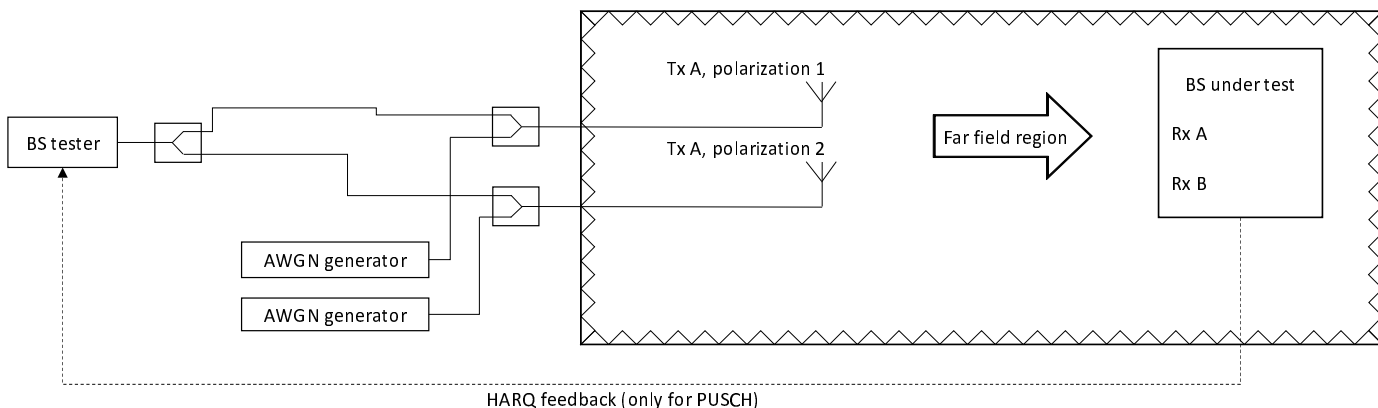 Tx A, polarization 1
BS under test
BS tester
Far field region
Rx A
Tx A, polarization 2
Rx B
AWGN generator
AWGN generator
HARQ feedback (only for PUSCH)